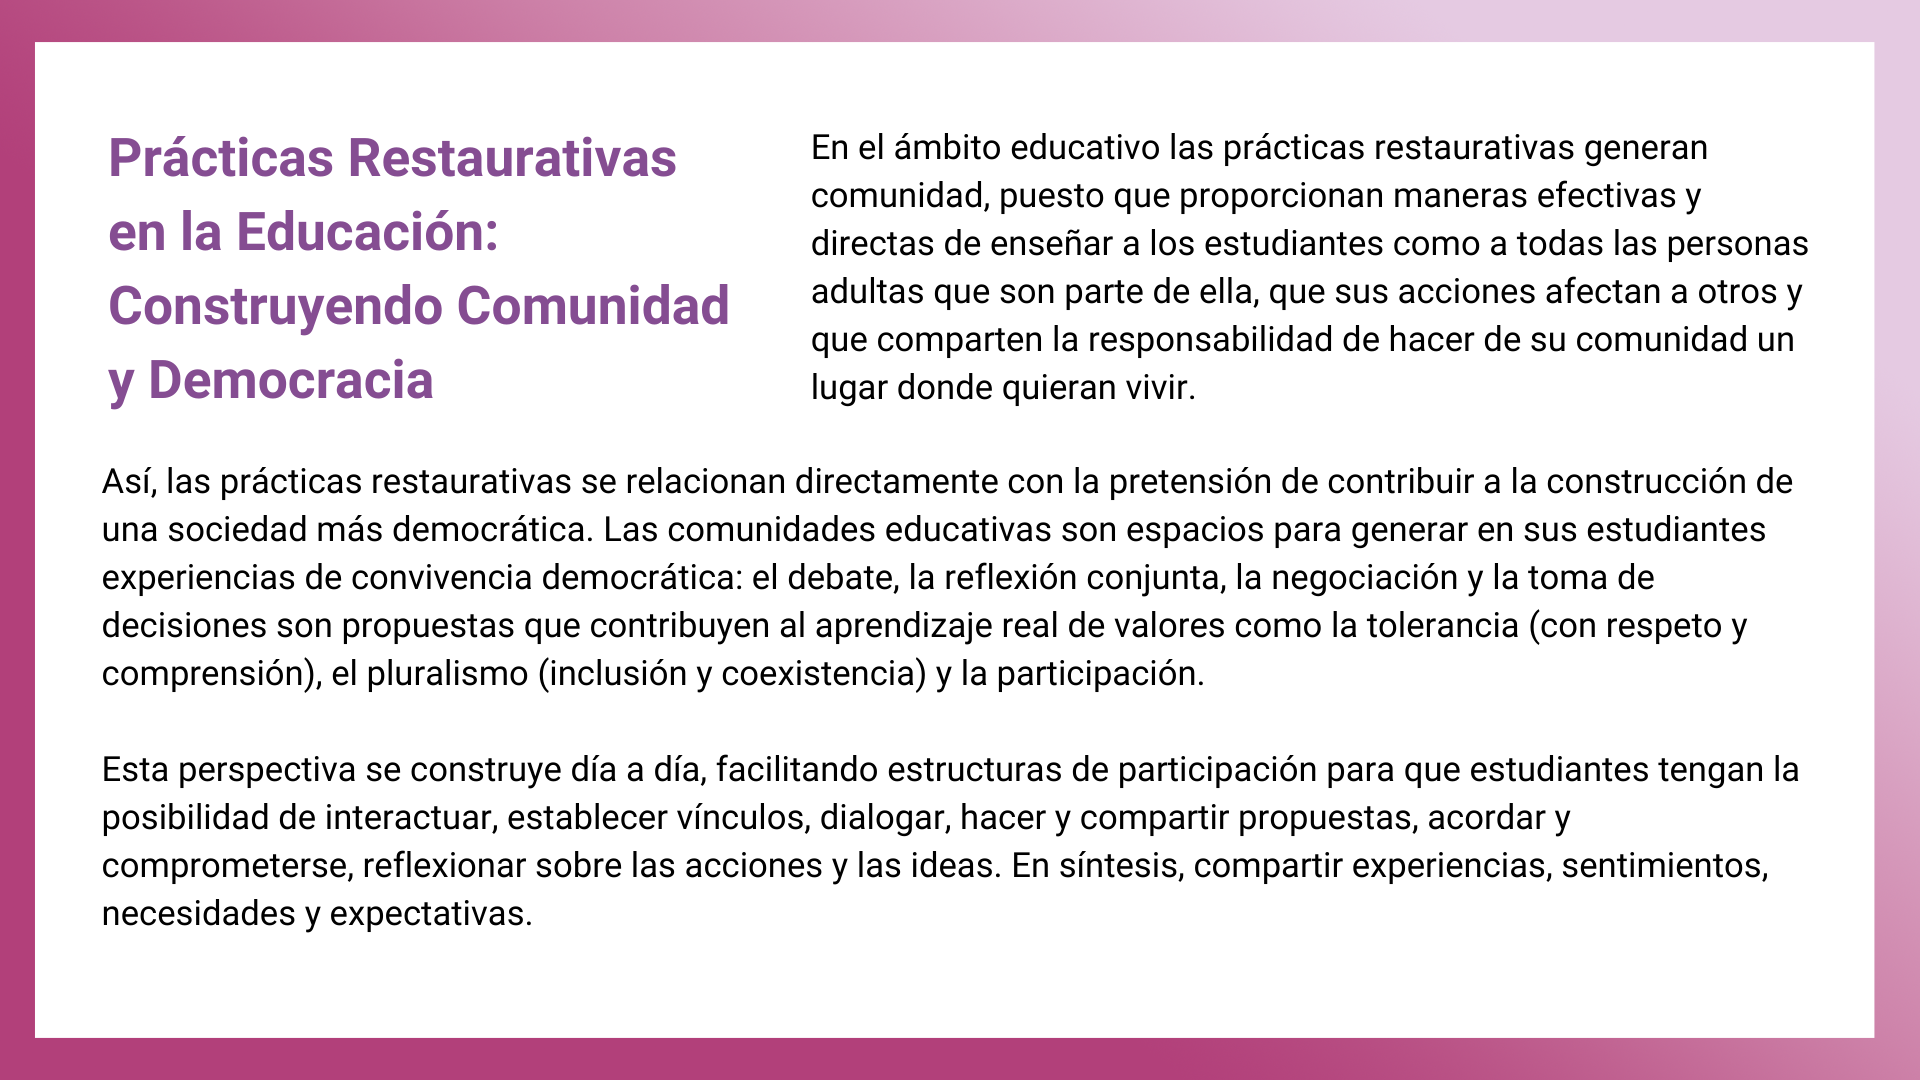 Prácticas Restaurativas
en la Educación:
Construyendo Comunidad
y Democracia
En el ámbito educativo las prácticas restaurativas generan
comunidad, puesto que proporcionan maneras efectivas y
directas de enseñar a los estudiantes como a todas las personas
adultas que son parte de ella, que sus acciones afectan a otros y
que comparten la responsabilidad de hacer de su comunidad un
lugar donde quieran vivir.
Así, las prácticas restaurativas se relacionan directamente con la pretensión de contribuir a la construcción de
una sociedad más democrática. Las comunidades educativas son espacios para generar en sus estudiantes
experiencias de convivencia democrática: el debate, la reflexión conjunta, la negociación y la toma de
decisiones son propuestas que contribuyen al aprendizaje real de valores como la tolerancia (con respeto y
comprensión), el pluralismo (inclusión y coexistencia) y la participación.
Esta perspectiva se construye día a día, facilitando estructuras de participación para que estudiantes tengan la
posibilidad de interactuar, establecer vínculos, dialogar, hacer y compartir propuestas, acordar y
comprometerse, reflexionar sobre las acciones y las ideas. En síntesis, compartir experiencias, sentimientos,
necesidades y expectativas.